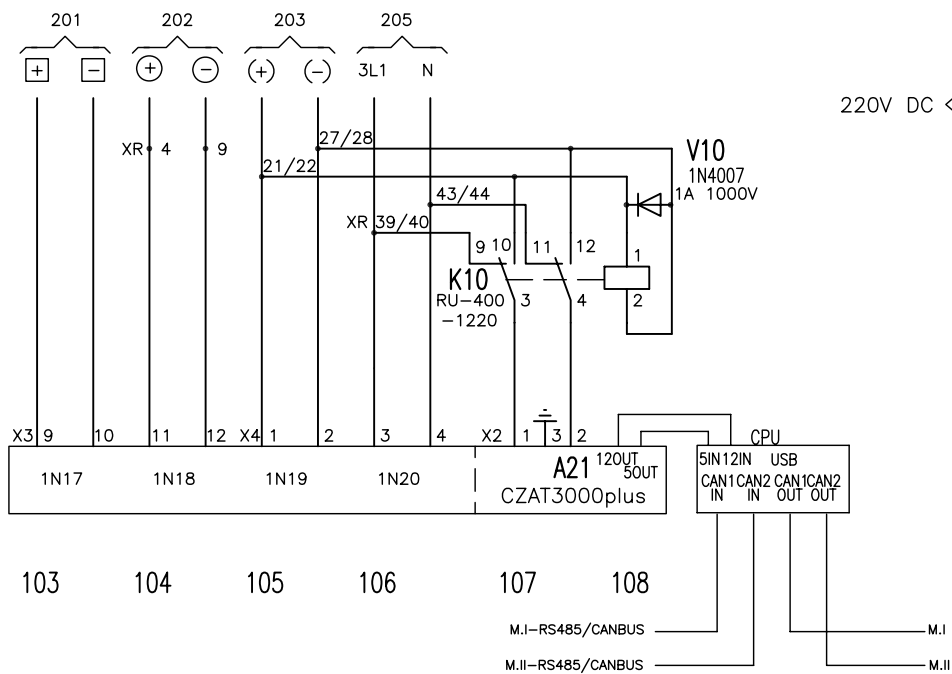 201 202 203 205
+ − + − (+) (−) 3L1 N
220V DC <
XR 4 9 27/28
V10
21/22 1N4007
1A 1000V
43/44
XR 39/40
9 10 11 12 1
K10
RU-400 3 4 2
-1220
X3 9 10 11 12 X4 1 2 3 4 X2 1 3 2
CPU
1N17 1N18 1N19 1N20 A21 12OUT 5OUT
CZAT3000plus
5IN 12IN USB
CAN1 CAN2 CAN1 CAN2
IN IN OUT OUT
103 104 105 106 107 108
M.I-RS485/CANBUS M.I
M.II-RS485/CANBUS M.II